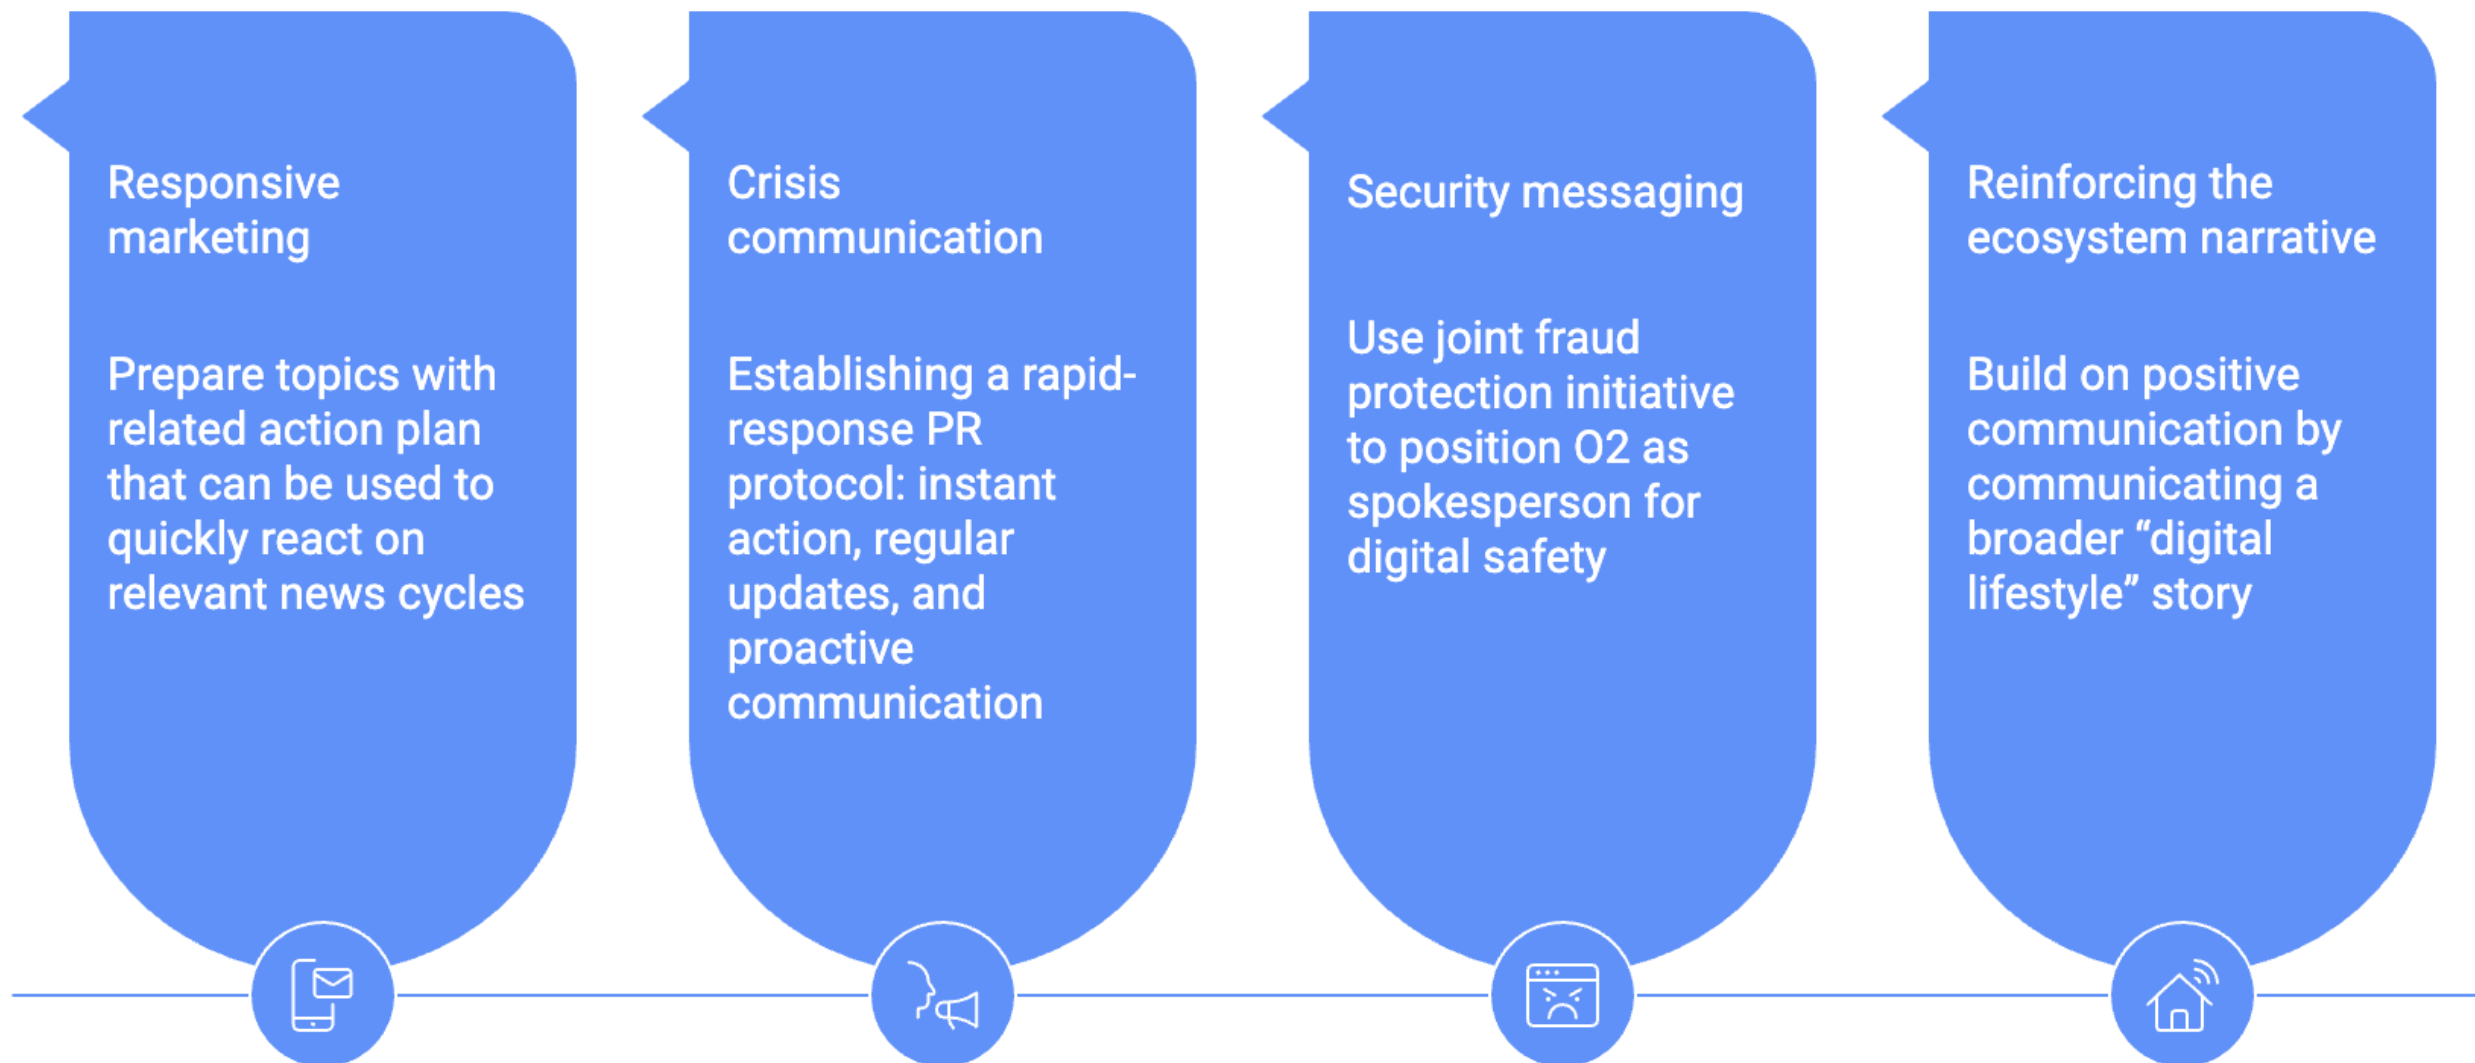 Responsive
marketing
Prepare topics with
related action plan
that can be used to
quickly react on
relevant news cycles
Crisis
communication
Establishing a rapid-
response PR
protocol: instant
action, regular
updates, and
proactive
communication
Security messaging
Use joint fraud
protection initiative
to position O2 as
spokesperson for
digital safety
Reinforcing the
ecosystem narrative
Build on positive
communication by
communicating a
broader “digital
lifestyle” story